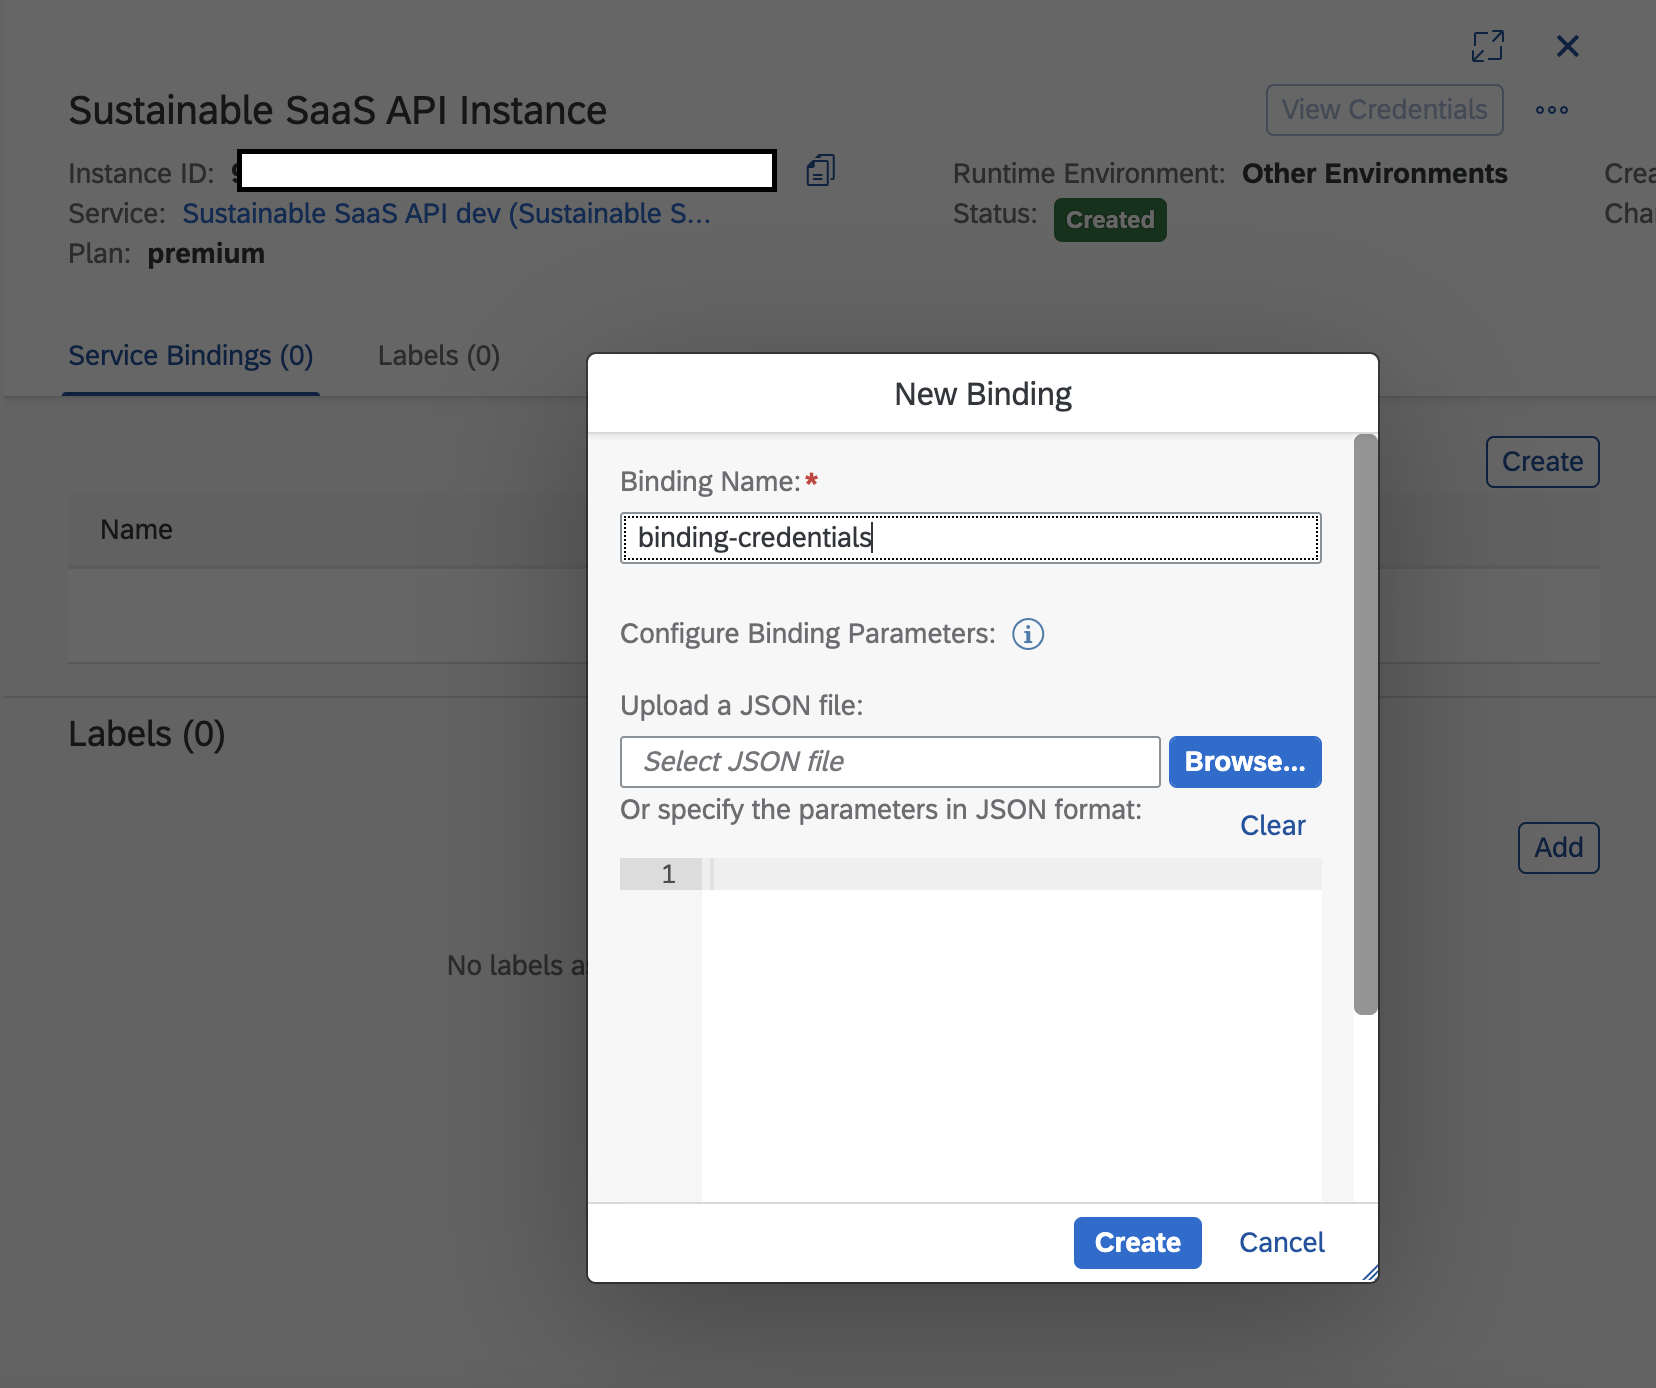 Sustainable SaaS API Instance
View Credentials
Instance ID:
Service: Sustainable SaaS API dev (Sustainable S...
Plan: premium
Runtime Environment: Other Environments
Status: Created
Crea
Cha
Service Bindings (0)
Labels (0)
Create
Name
Labels (0)
Add
No labels as
New Binding
Binding Name:*
binding-credentials
Configure Binding Parameters:
Upload a JSON file:
Select JSON file
Browse...
Or specify the parameters in JSON format:
Clear
1
Create
Cancel